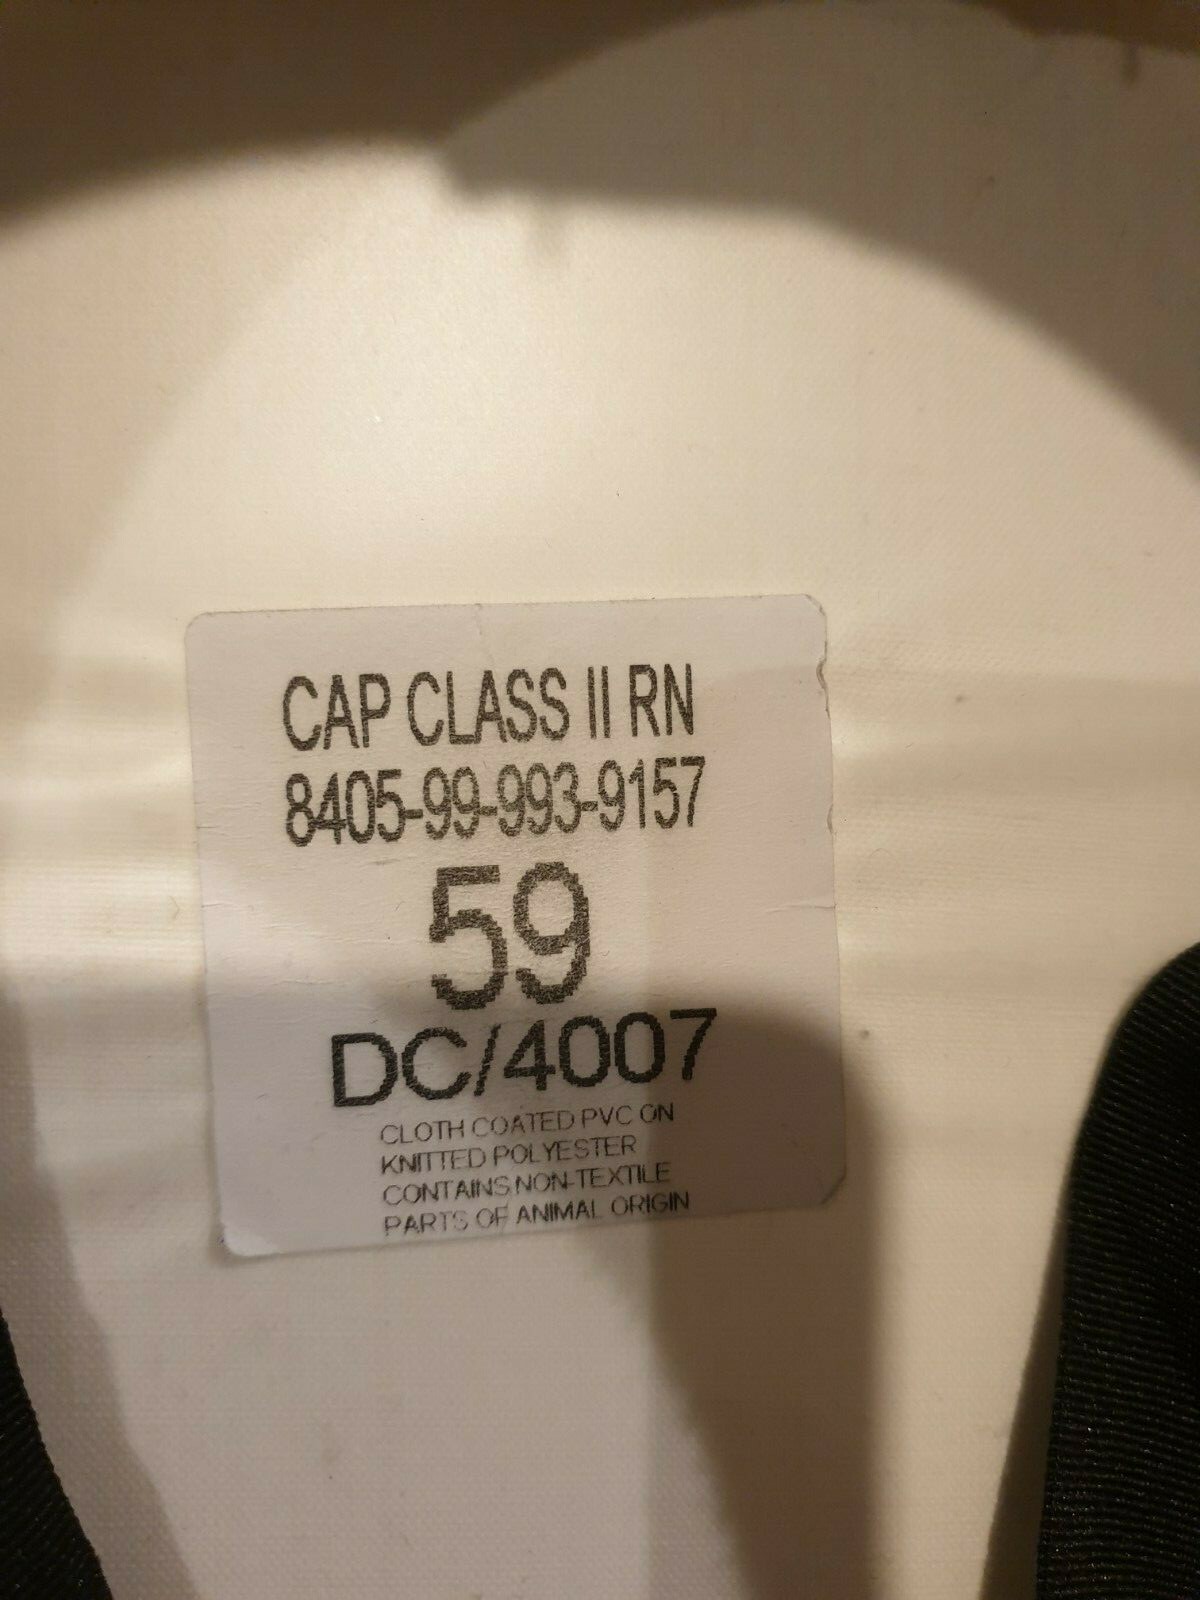 CAP CLASS II RN
8405-99-993-9157
59
DC/4007
CLOTH COATED PVC ON
KNITTED POLYESTER
CONTAINS NON-TEXTILE
PARTS OF ANIMAL ORIGIN